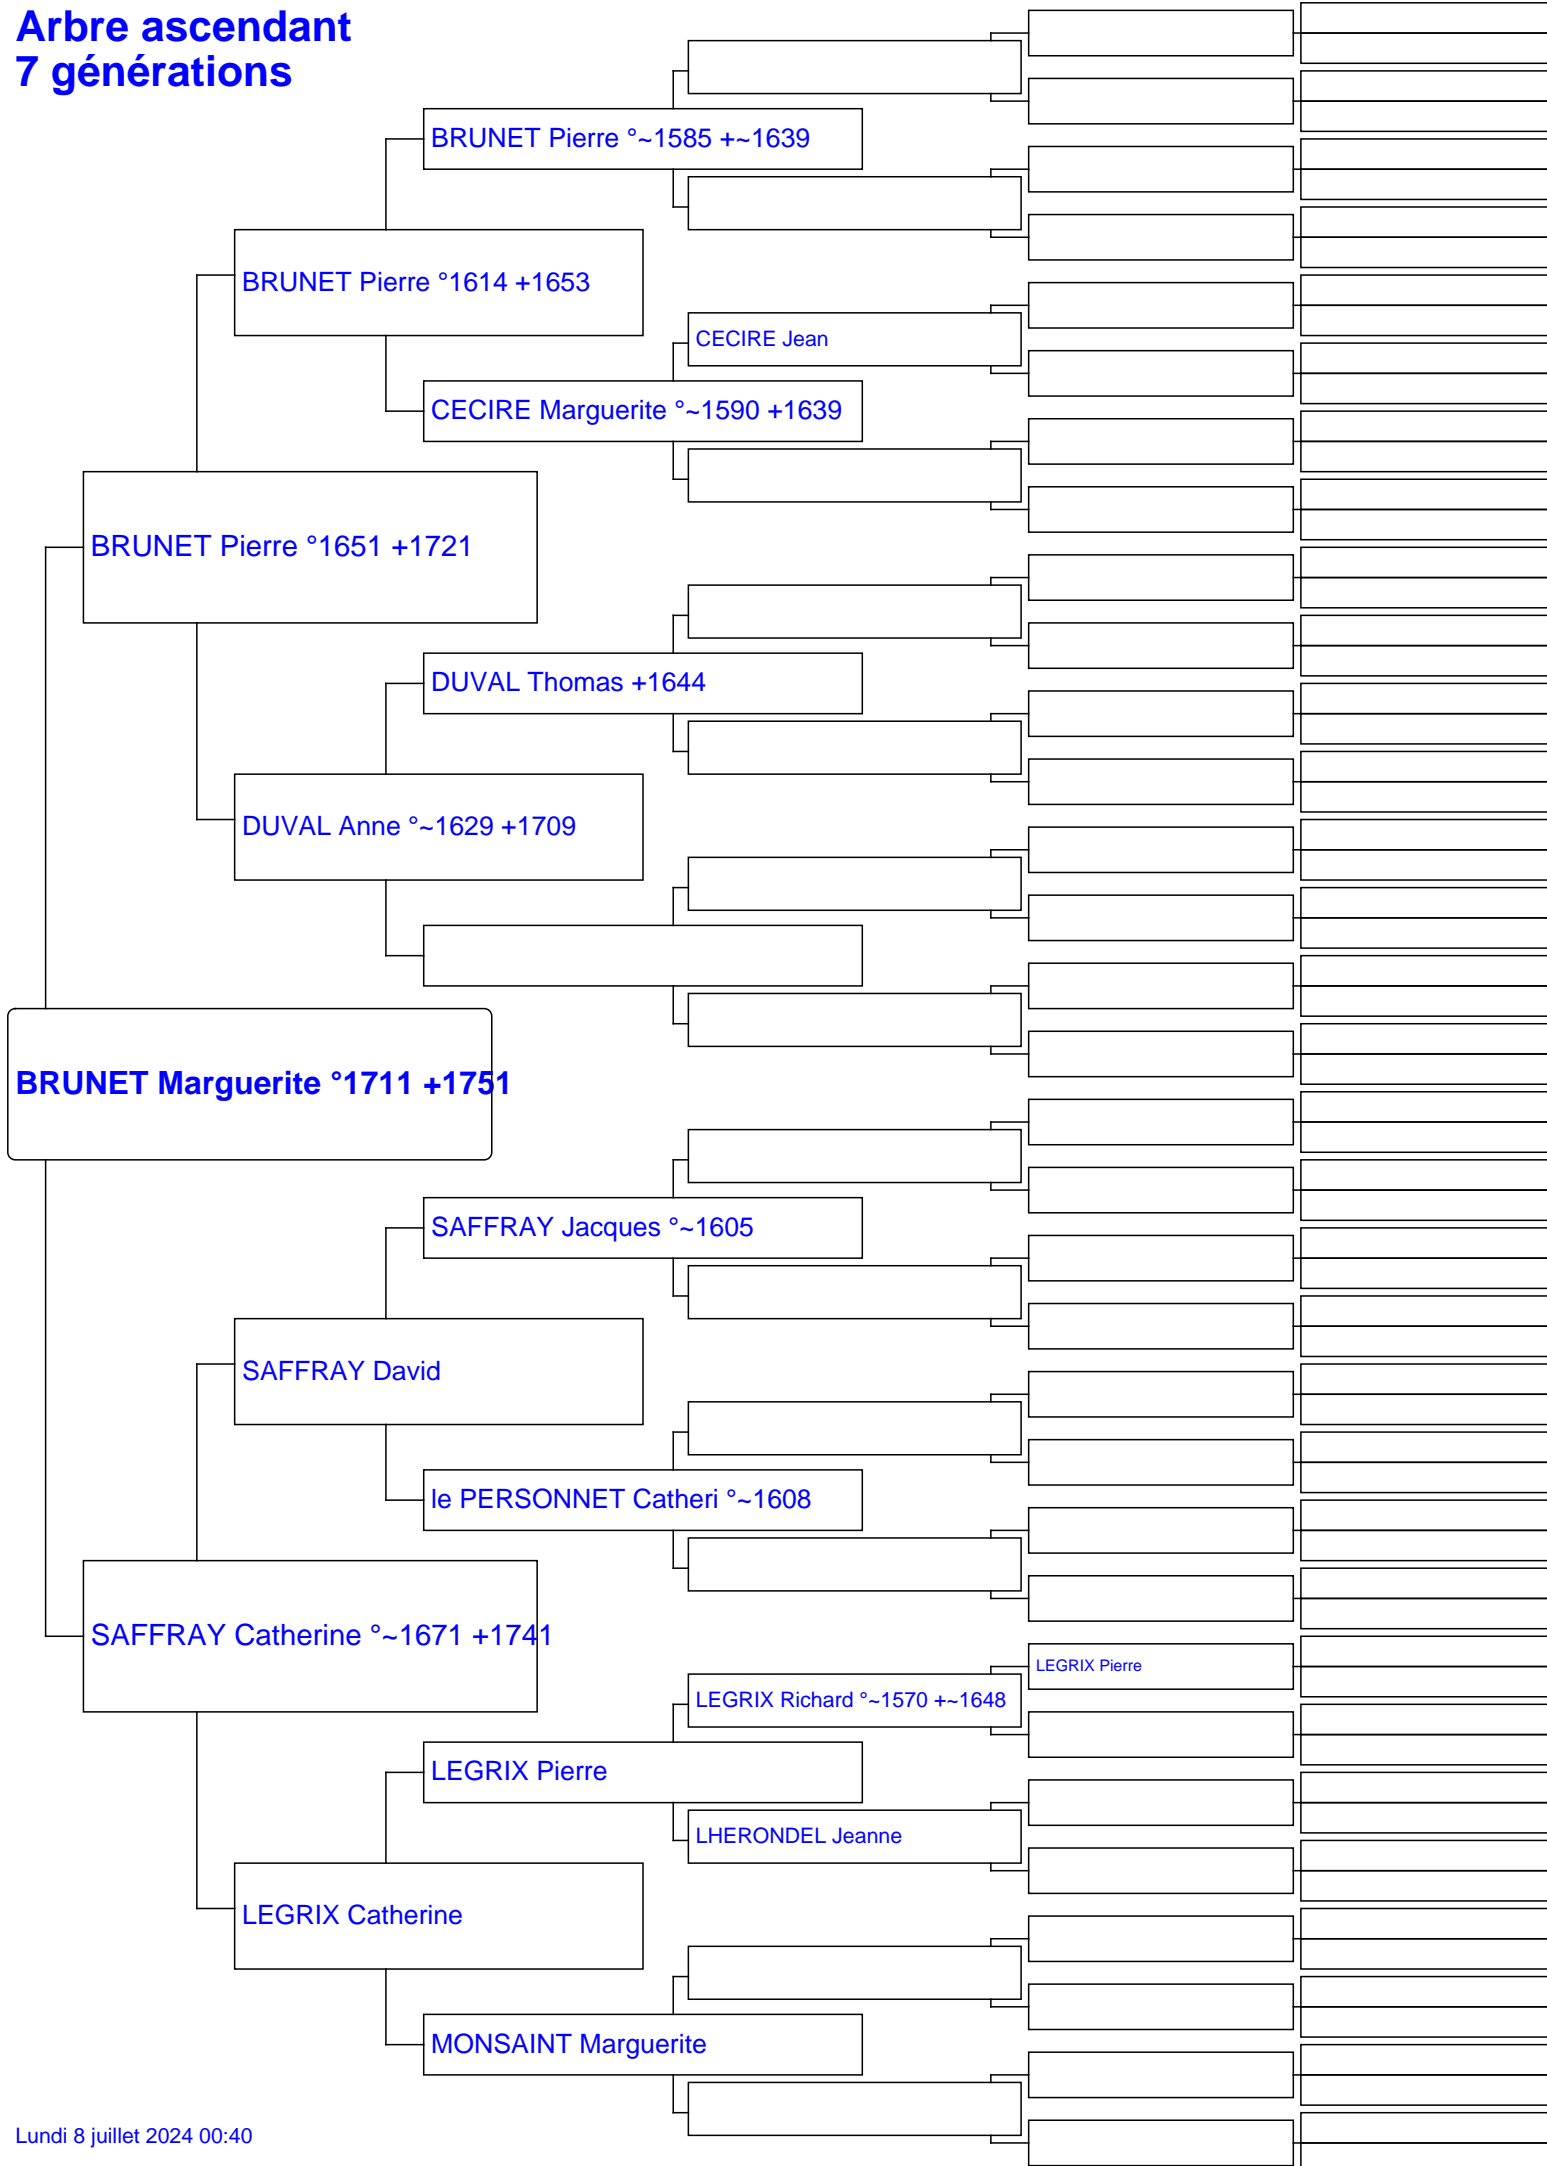 Arbre ascendant
7 générations
BRUNET Pierre °~1585 +~1639
BRUNET Pierre °1614 +1653
CECIRE Jean
CECIRE Marguerite °~1590 +1639
BRUNET Pierre °1651 +1721
DUVAL Thomas +1644
DUVAL Anne °~1629 +1709
BRUNET Marguerite °1711 +1751
SAFFRAY Jacques °~1605
SAFFRAY David
le PERSONNET Catheri °~1608
SAFFRAY Catherine °~1671 +1741
LEGRIX Pierre
LEGRIX Richard °~1570 +~1648
LEGRIX Pierre
LHERONDEL Jeanne
LEGRIX Catherine
MONSAINT Marguerite
Lundi 8 juillet 2024 00:40